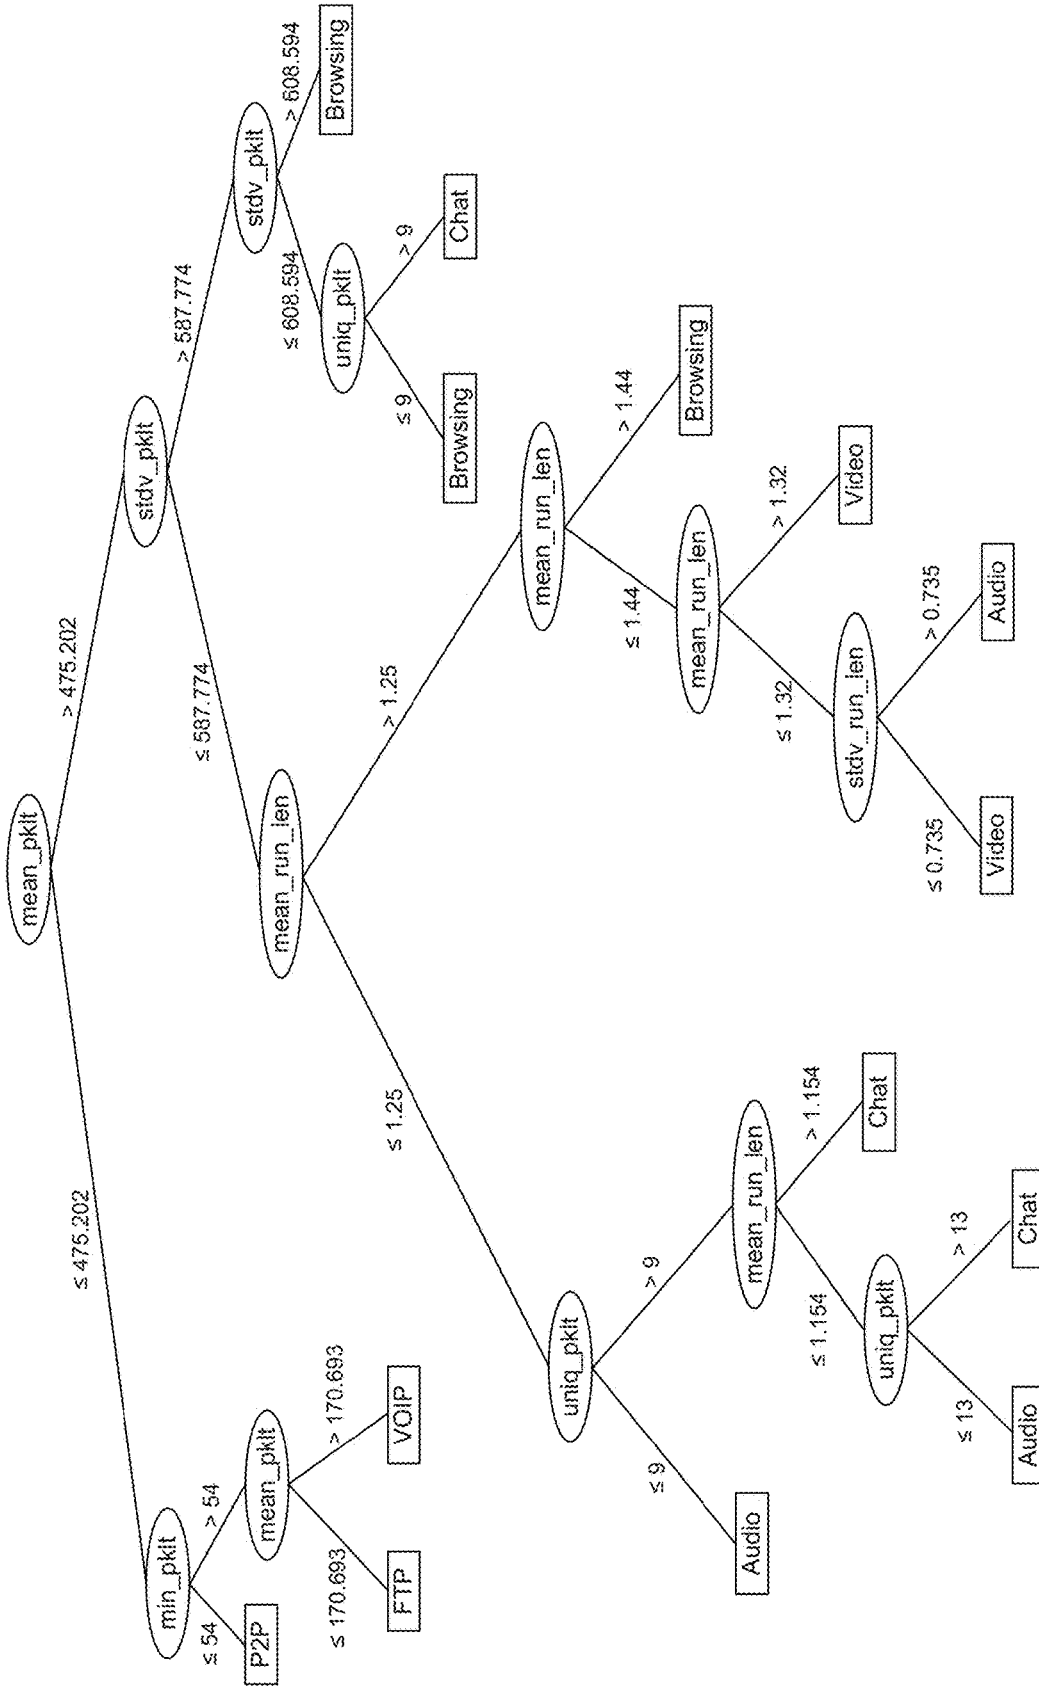 mean_pklt
≤ 475.202
> 475.202
min_pklt
≤ 54
> 54
P2P
mean_pklt
≤ 170.693
> 170.693
FTP
VOIP
stdv_pklt
≤ 587.774
> 587.774
mean_run_len
≤ 1.25
> 1.25
stdv_pklt
≤ 608.594
> 608.594
uniq_pklt
Browsing
≤ 9
> 9
Browsing
Chat
uniq_pklt
≤ 9
> 9
Audio
mean_run_len
≤ 1.154
> 1.154
uniq_pklt
Chat
≤ 13
> 13
Audio
Chat
mean_run_len
≤ 1.44
> 1.44
mean_run_len
Browsing
≤ 1.32
> 1.32
stdv_run_len
Video
≤ 0.735
> 0.735
Video
Audio